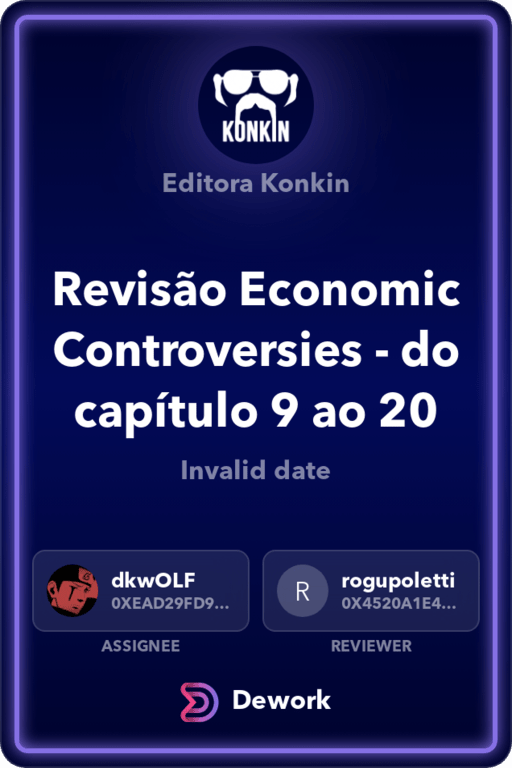 KONKIN
Editora Konkin
Revisão Economic
Controversies - do
capítulo 9 ao 20
Invalid date
dkwOLF
0XEAD29FD9...
ASSIGNEE
R
rogupoletti
0X4520A1E4...
REVIEWER
Dework